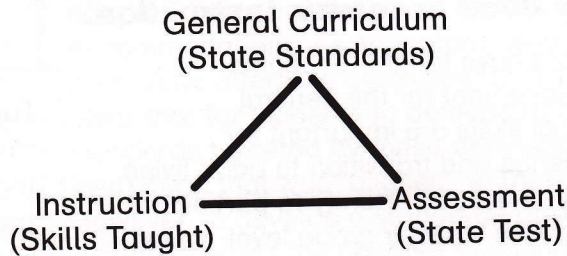 General Curriculum
(State Standards)
Instruction
(Skills Taught)
Assessment
(State Test)